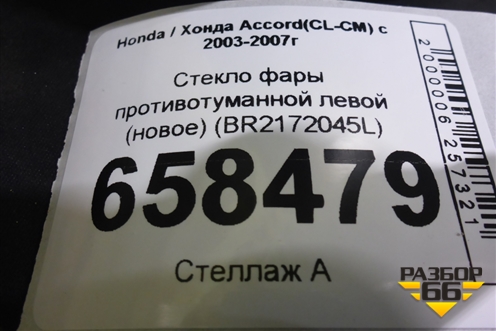 Honda / Хонда Accord(CL-CM) с
2003-2007г
Стекло фары
противотуманной левой
(новое) (BR2172045L)
658479
Стеллаж А
2000006257321
РАЗБОР
66